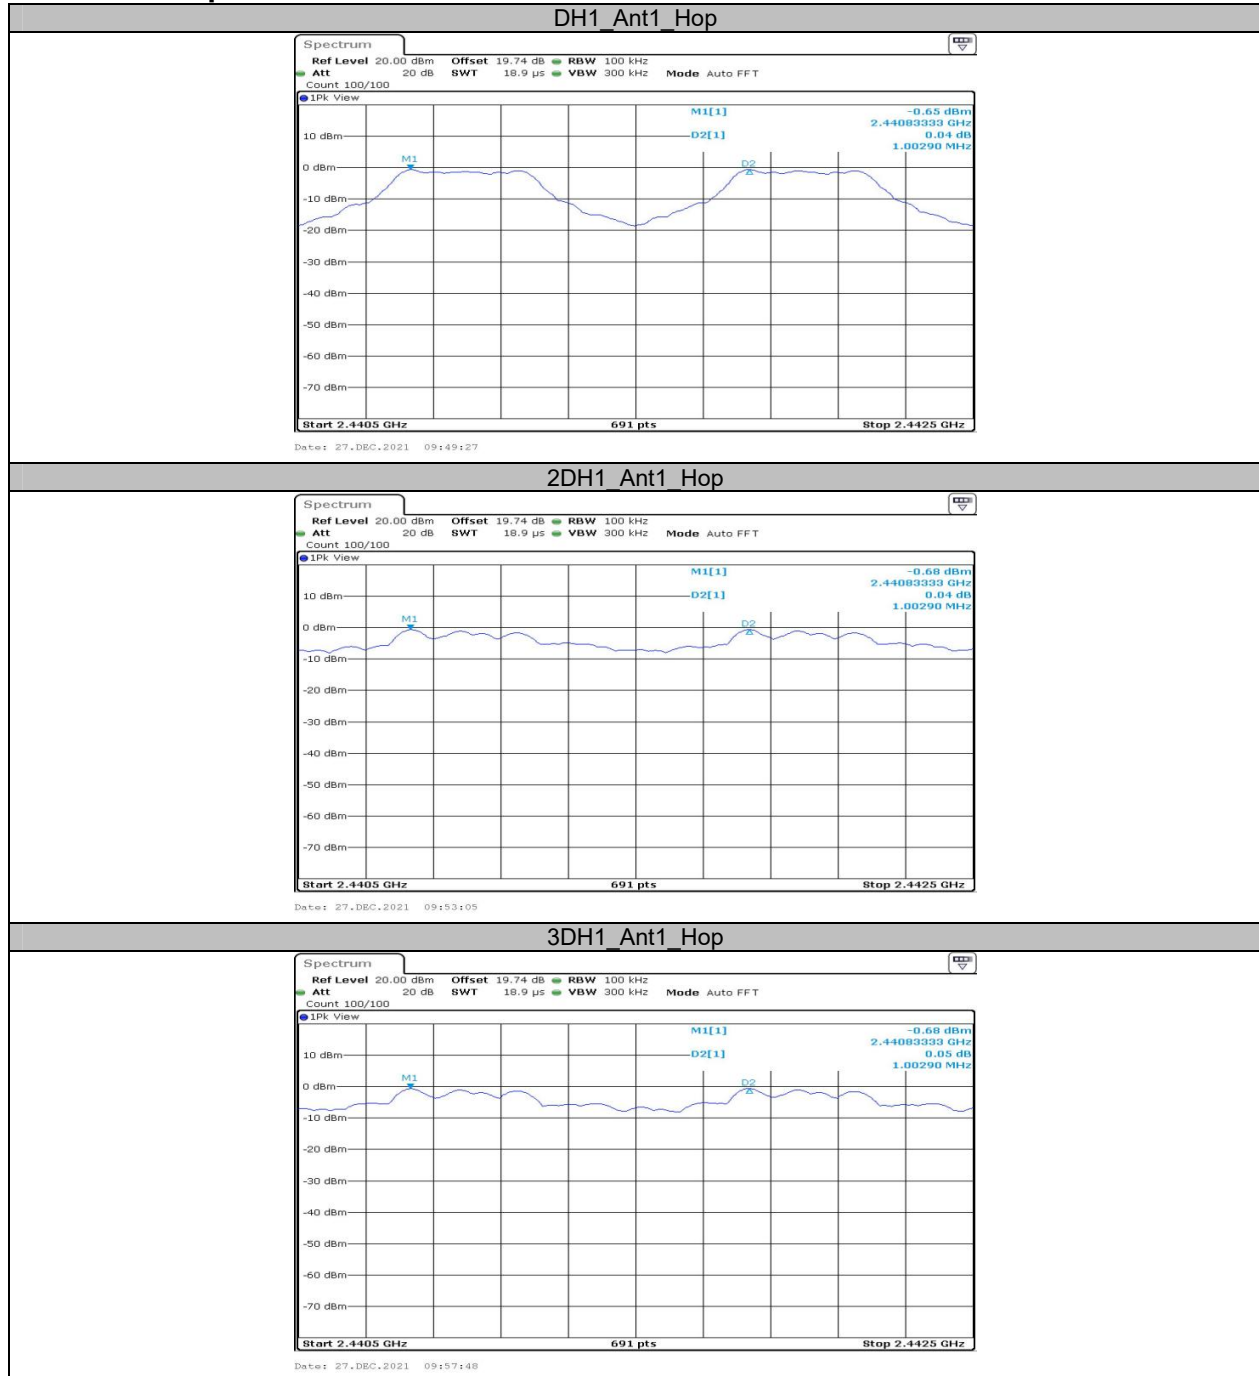 DH1_Ant1_Hop
Spectrum
Ref Level 20.00 dBm Offset 19.74 dB RBW 100 kHz
Att 20 dB SWT 18.9 µs VBW 300 kHz Mode Auto FFT
Count 100/100
1Pk View
M1[1] -0.65 dBm
2.44083333 GHz
10 dBm D2[1] 0.04 dB
1.00290 MHz
M1 D2
0 dBm
-10 dBm
-20 dBm
-30 dBm
-40 dBm
-50 dBm
-60 dBm
-70 dBm
Start 2.4405 GHz 691 pts Stop 2.4425 GHz
Date: 27.DEC.2021 09:49:27
2DH1_Ant1_Hop
Spectrum
Ref Level 20.00 dBm Offset 19.74 dB RBW 100 kHz
Att 20 dB SWT 18.9 µs VBW 300 kHz Mode Auto FFT
Count 100/100
1Pk View
M1[1] -0.68 dBm
2.44083333 GHz
10 dBm D2[1] 0.04 dB
1.00290 MHz
M1 D2
0 dBm
-10 dBm
-20 dBm
-30 dBm
-40 dBm
-50 dBm
-60 dBm
-70 dBm
Start 2.4405 GHz 691 pts Stop 2.4425 GHz
Date: 27.DEC.2021 09:53:05
3DH1_Ant1_Hop
Spectrum
Ref Level 20.00 dBm Offset 19.74 dB RBW 100 kHz
Att 20 dB SWT 18.9 µs VBW 300 kHz Mode Auto FFT
Count 100/100
1Pk View
M1[1] -0.68 dBm
2.44083333 GHz
10 dBm D2[1] 0.05 dB
1.00290 MHz
M1 D2
0 dBm
-10 dBm
-20 dBm
-30 dBm
-40 dBm
-50 dBm
-60 dBm
-70 dBm
Start 2.4405 GHz 691 pts Stop 2.4425 GHz
Date: 27.DEC.2021 09:57:48